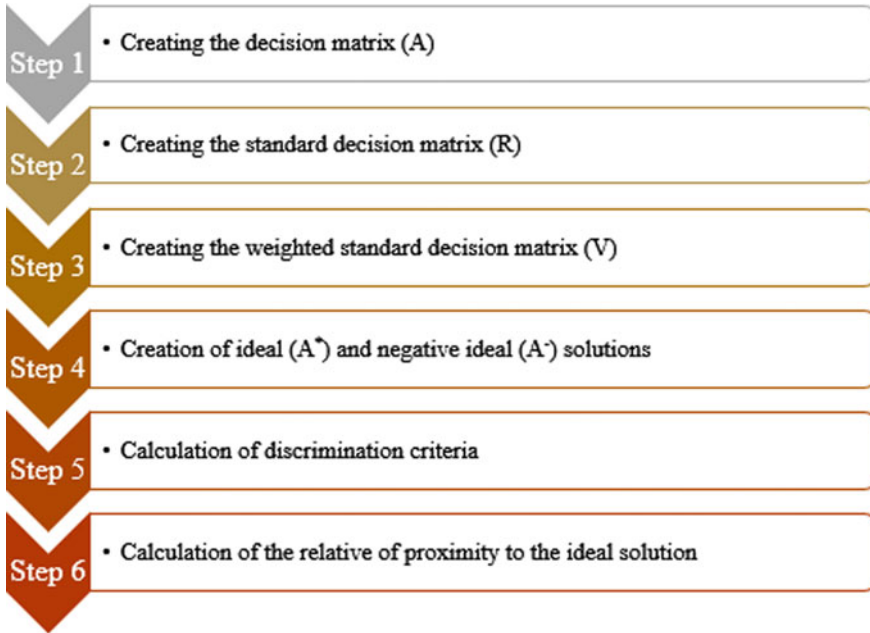 Step 1
• Creating the decision matrix (A)
Step 2
• Creating the standard decision matrix (R)
Step 3
• Creating the weighted standard decision matrix (V)
Step 4
• Creation of ideal (A*) and negative ideal (A-) solutions
Step 5
• Calculation of discrimination criteria
Step 6
• Calculation of the relative of proximity to the ideal solution